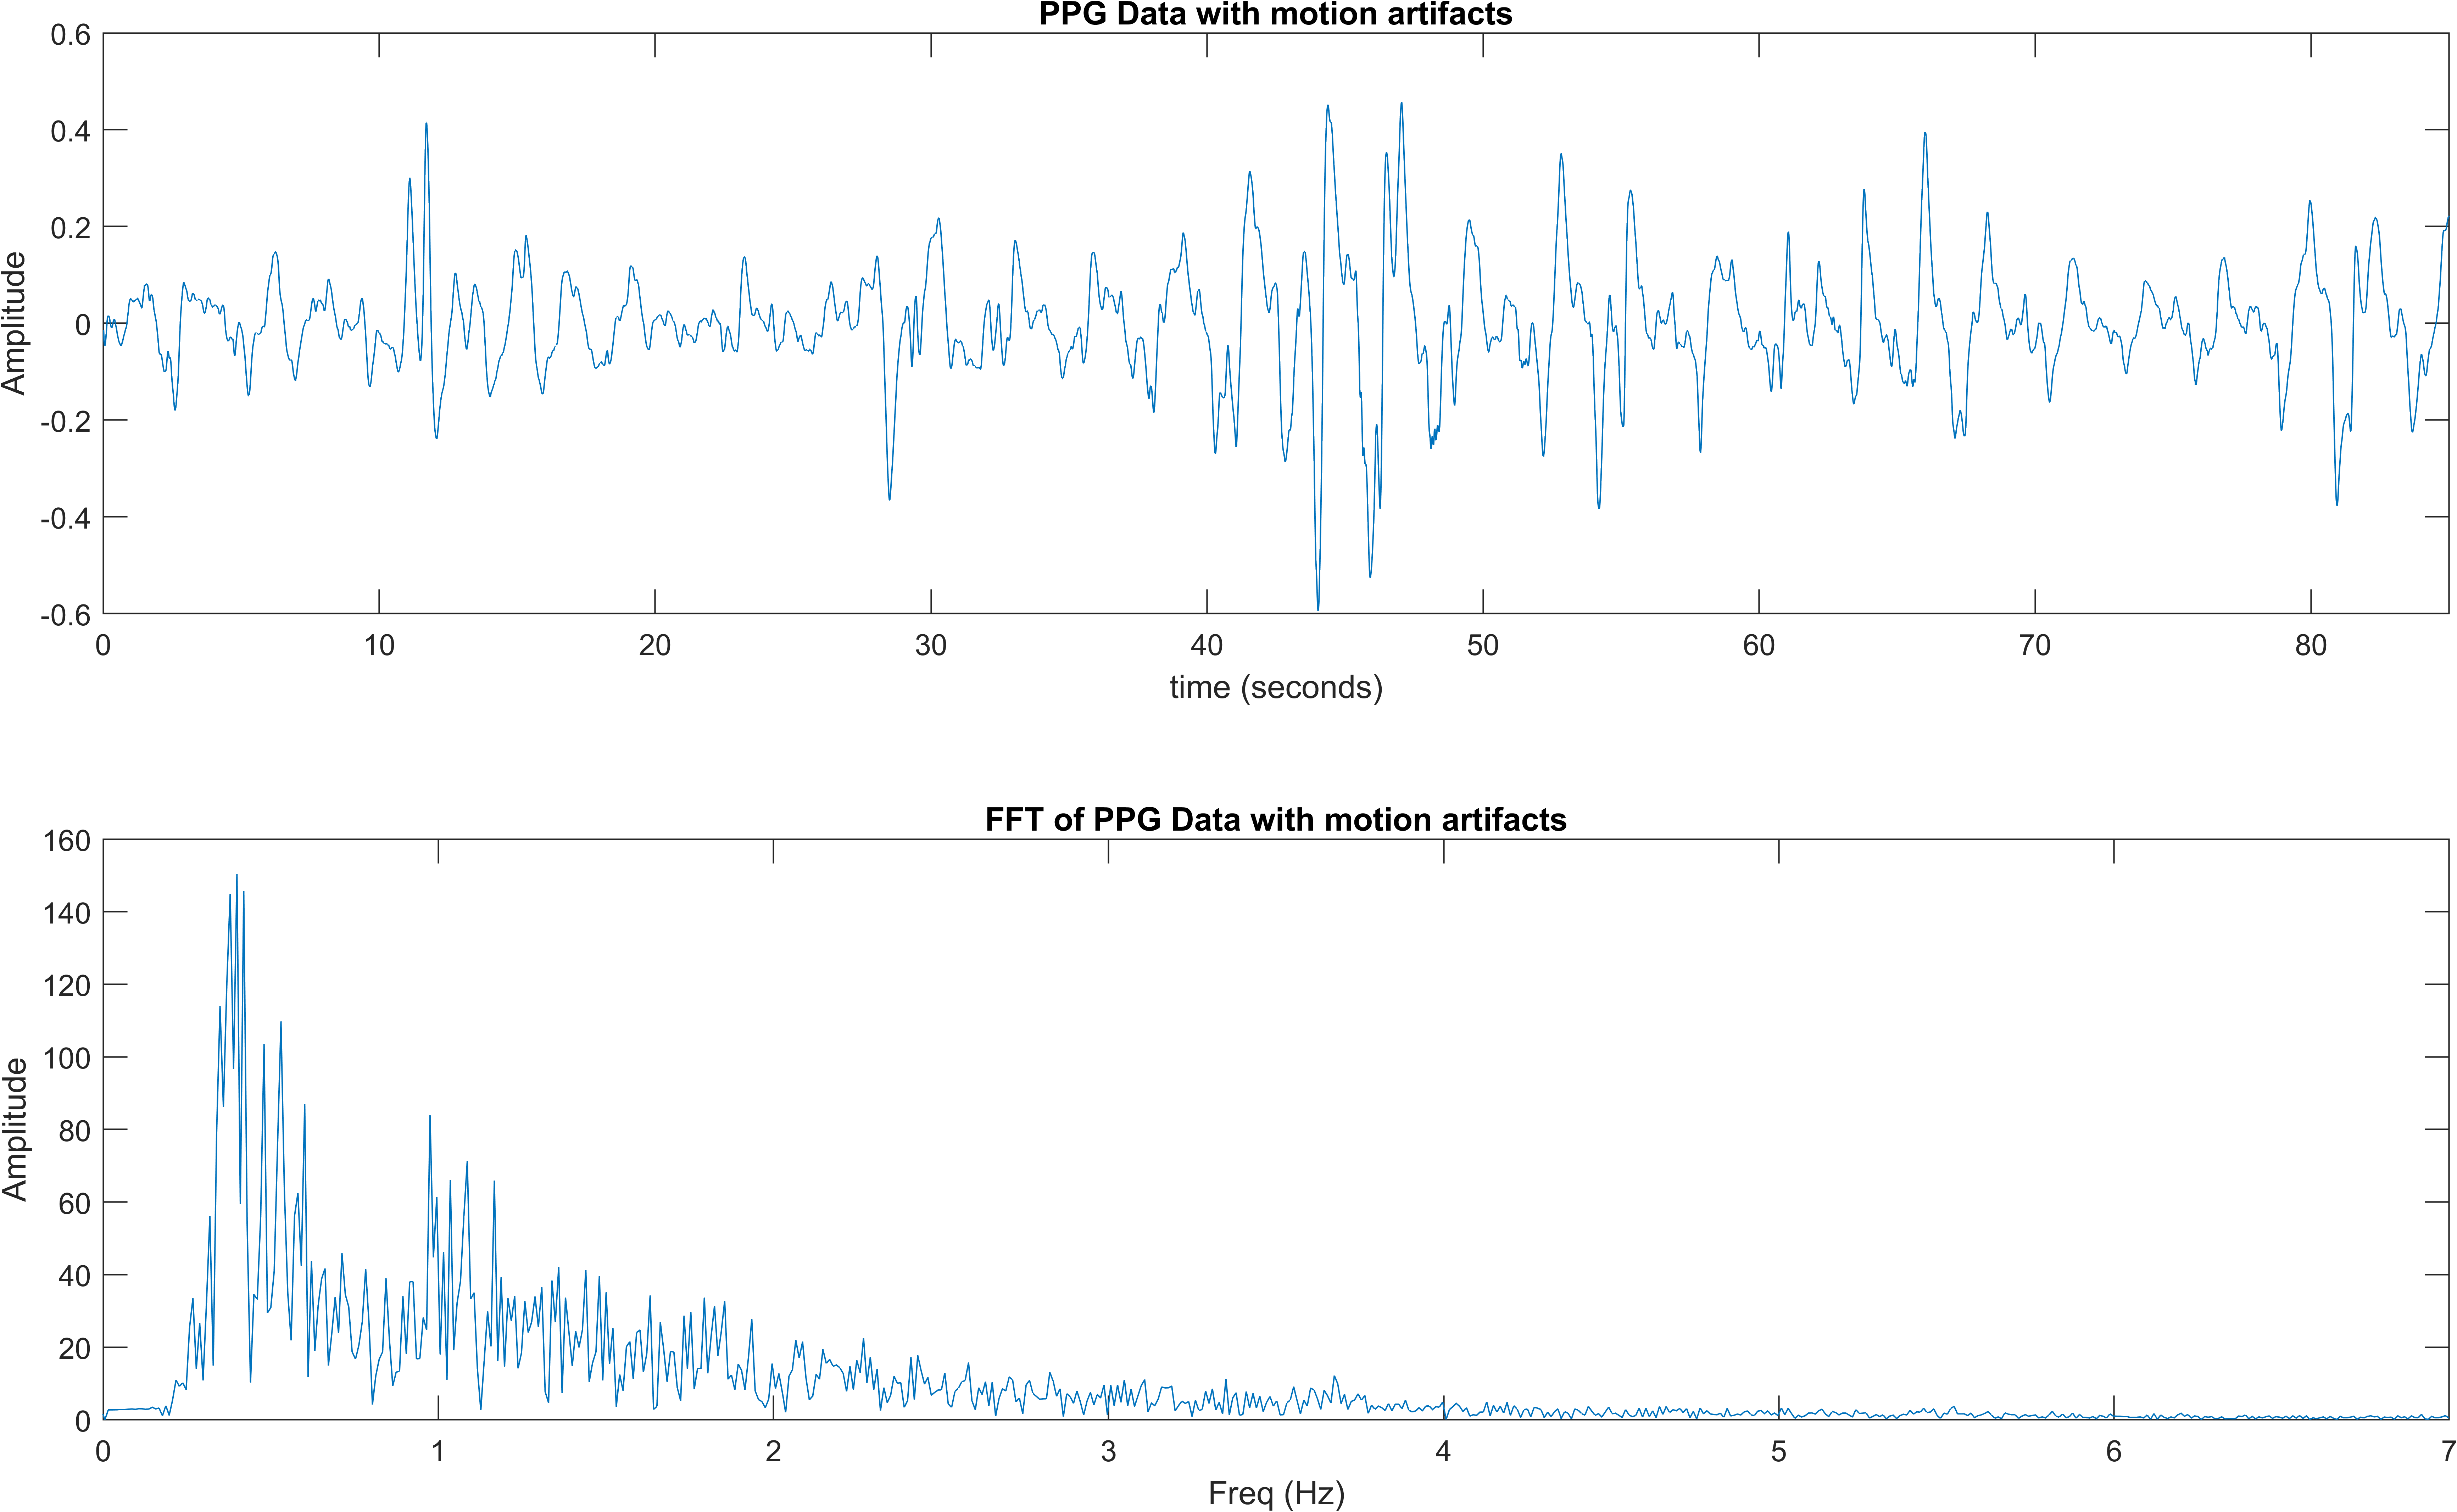 PPG Data with motion artifacts
0.6
0.4
0.2
0
-0.2
-0.4
-0.6
Amplitude
0 10 20 30 40 50 60 70 80
time (seconds)
FFT of PPG Data with motion artifacts
160
140
120
100
80
60
40
20
0
Amplitude
0 1 2 3 4 5 6 7
Freq (Hz)